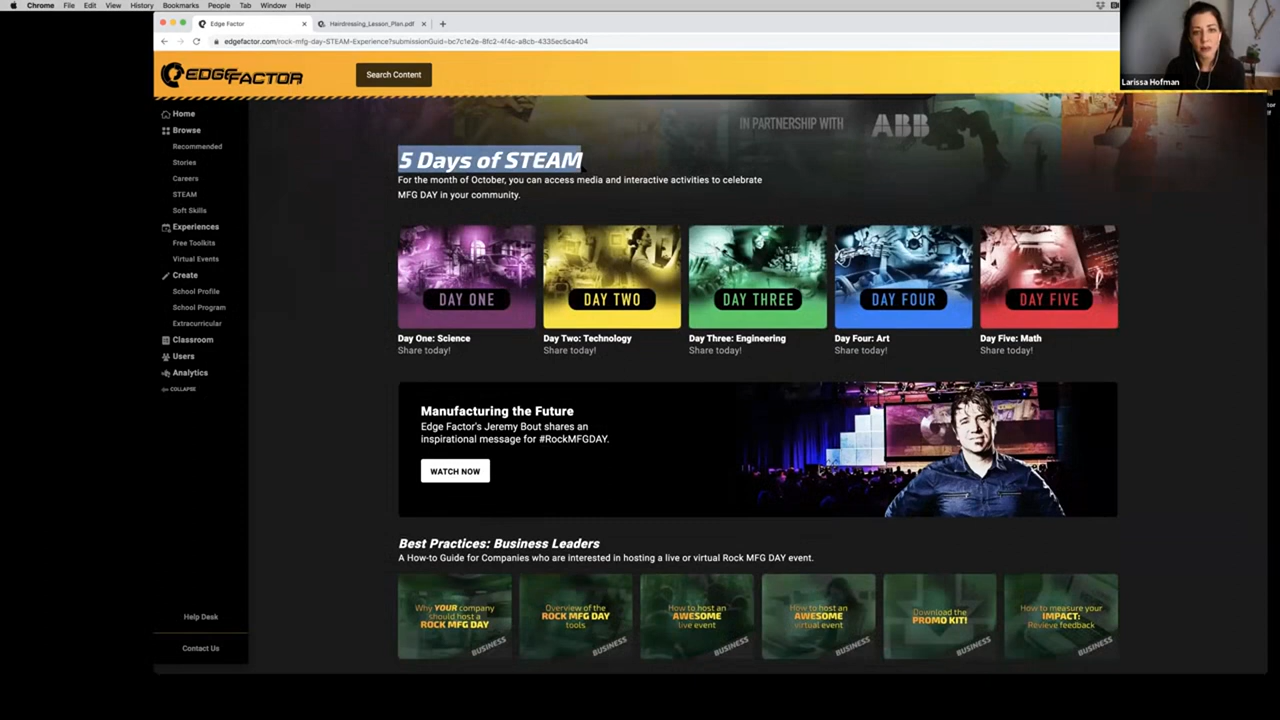 Chrome File Edit View History Bookmarks People Tab Window Help
Edge Factor
Hairdressing_Lesson_Plan.pdf
edgefactor.com/rock-mfg-day-STEAM-Experience?submissionGuid=bc7c1e2e-8fc2-4f4c-a8cb-4335ec5ca404
Larissa Hofman
EDGE FACTOR
Search Content
Home
Browse
Recommended
Stories
Careers
STEAM
Soft Skills
Experiences
Free Toolkits
Virtual Events
Create
School Profile
School Program
Extracurricular
Classroom
Users
Analytics
COLLAPSE
Help Desk
Contact Us
IN PARTNERSHIP WITH ABB
5 Days of STEAM
For the month of October, you can access media and interactive activities to celebrate
MFG DAY in your community.
DAY ONE
DAY TWO
DAY THREE
DAY FOUR
DAY FIVE
Day One: Science
Share today!
Day Two: Technology
Share today!
Day Three: Engineering
Share today!
Day Four: Art
Share today!
Day Five: Math
Share today!
Manufacturing the Future
Edge Factor's Jeremy Bout shares an
inspirational message for #RockMFGDAY.
WATCH NOW
Best Practices: Business Leaders
A How-to Guide for Companies who are interested in hosting a live or virtual Rock MFG DAY event.
Why YOUR company
should host a
ROCK MFG DAY
BUSINESS
Overview of the
ROCK MFG DAY
tools
BUSINESS
How to host an
AWESOME
live event
BUSINESS
How to host an
AWESOME
virtual event
BUSINESS
Download the
PROMO KIT!
BUSINESS
How to measure your
IMPACT:
Review feedback
BUSINESS